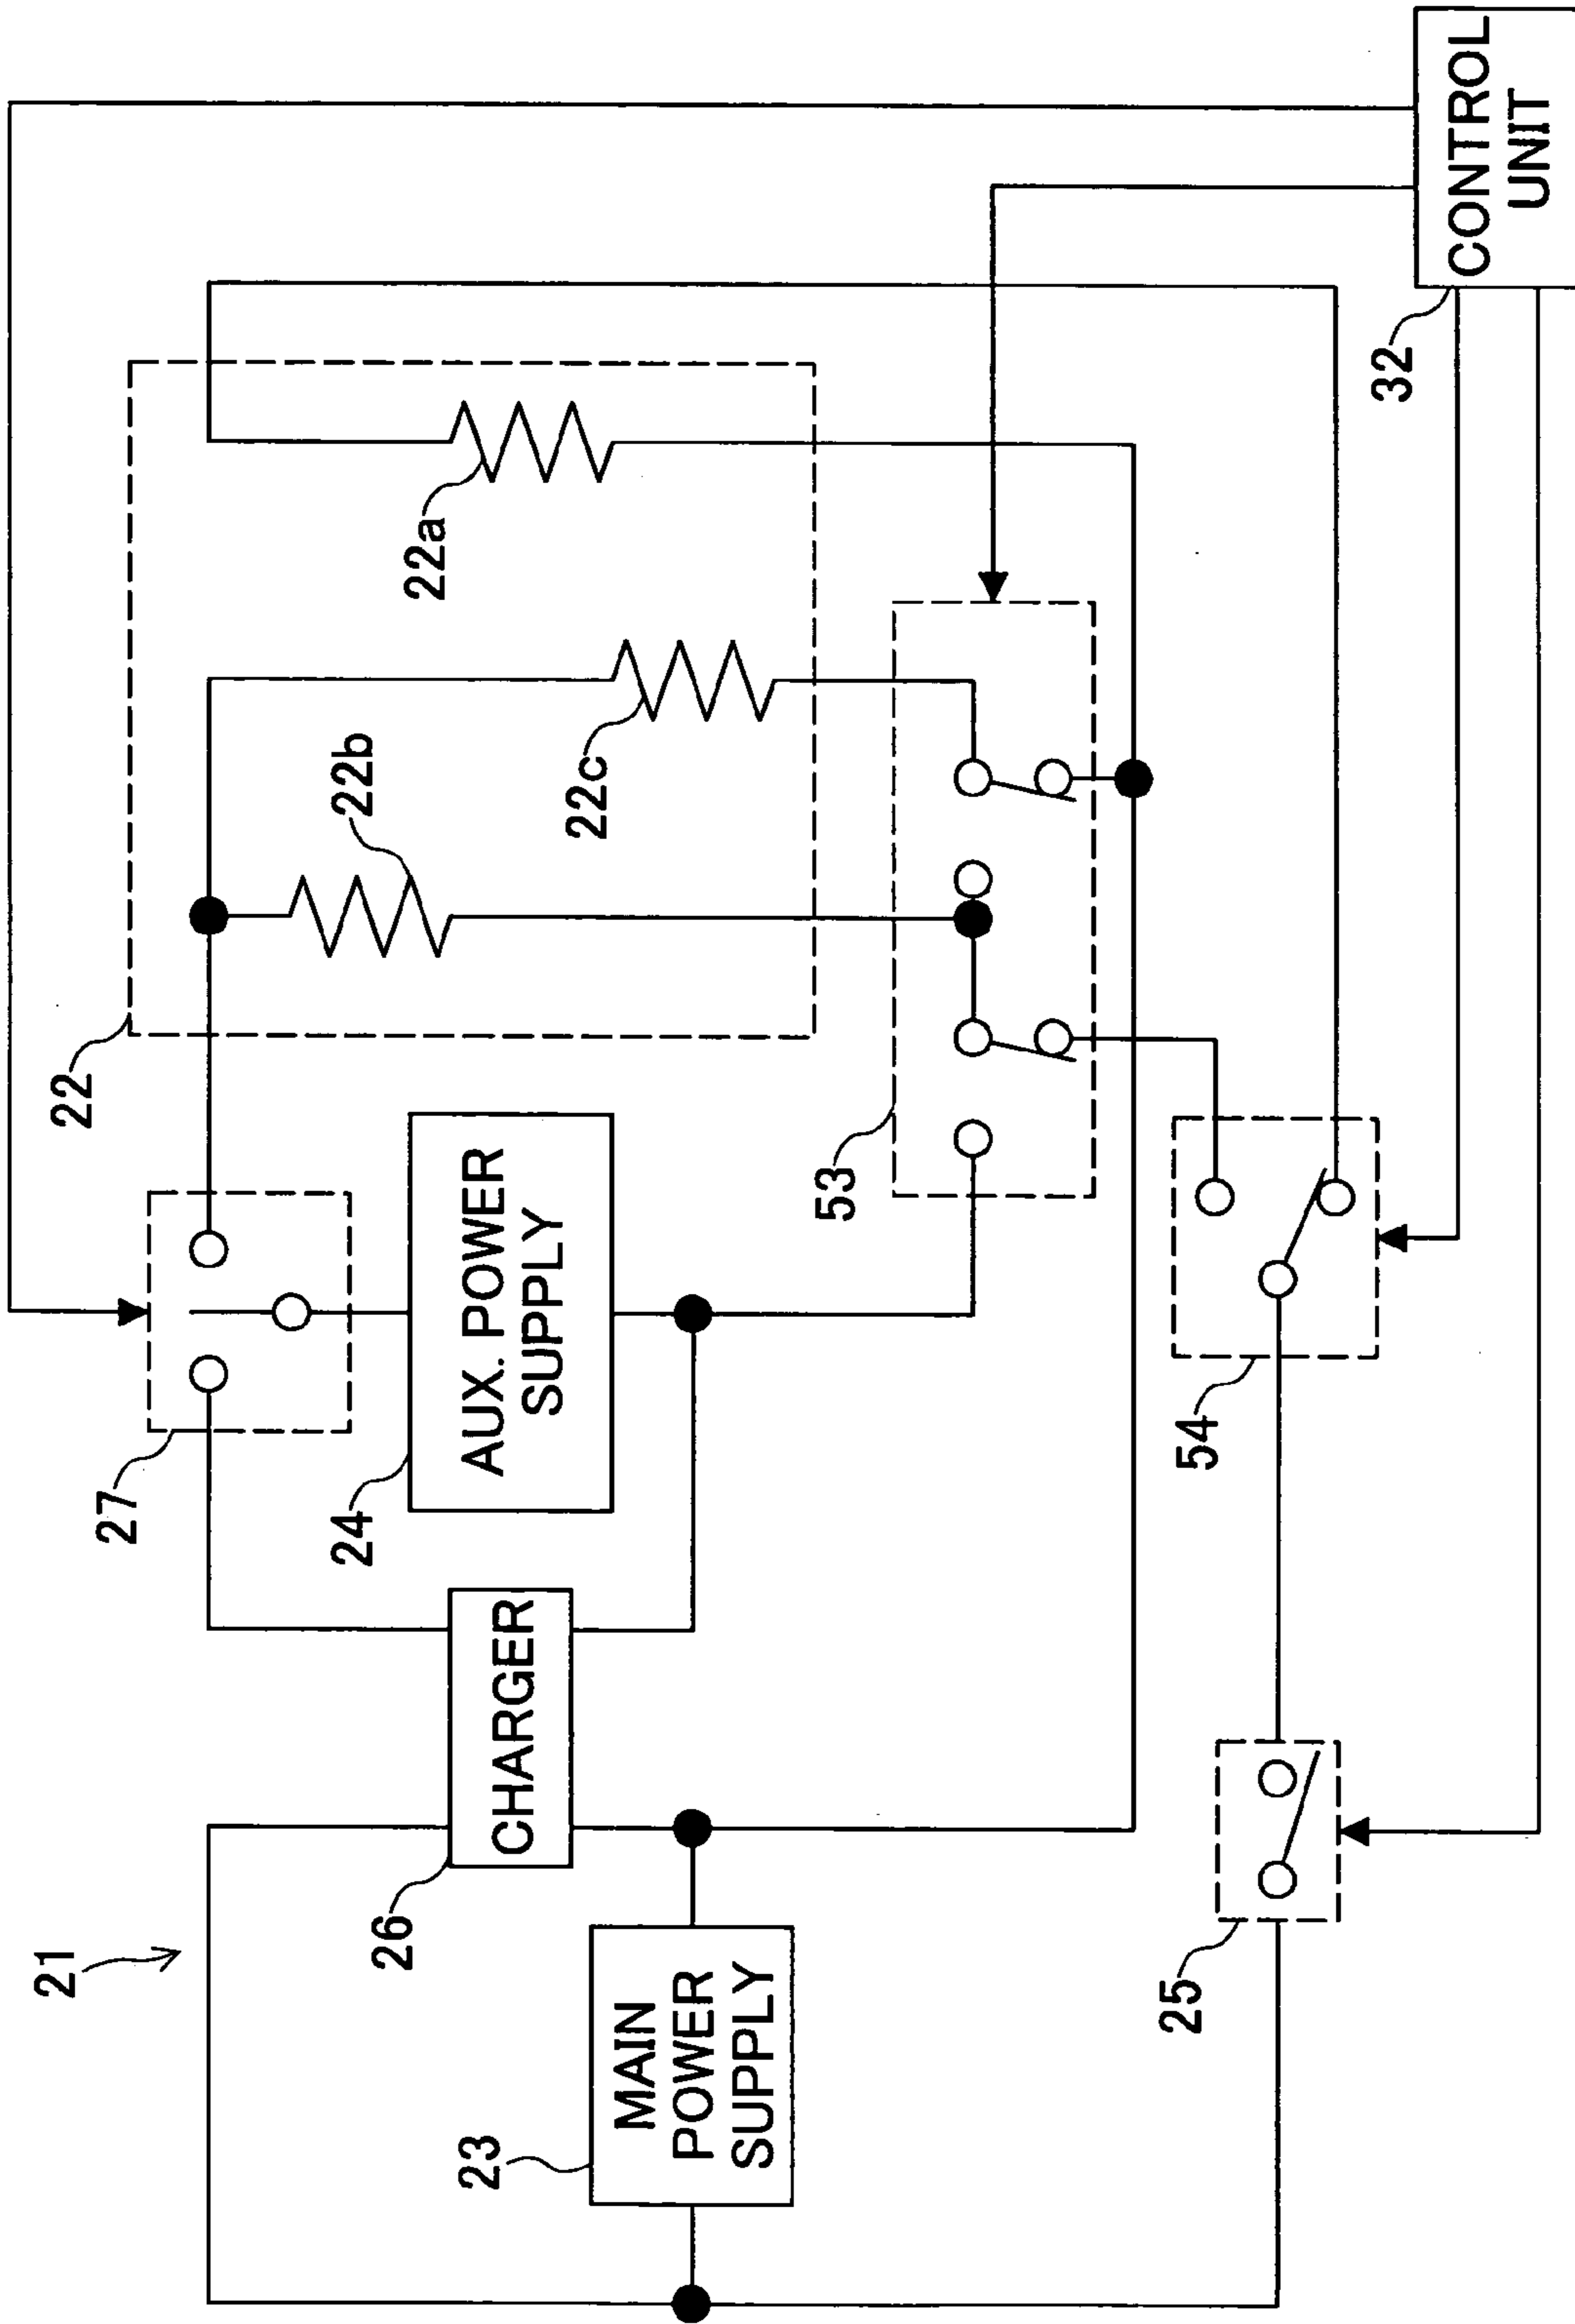 21
22
22a
22b
22c
27
24
AUX. POWER
SUPPLY
CHARGER
26
23
MAIN
POWER
SUPPLY
53
54
25
32
CONTROL
UNIT